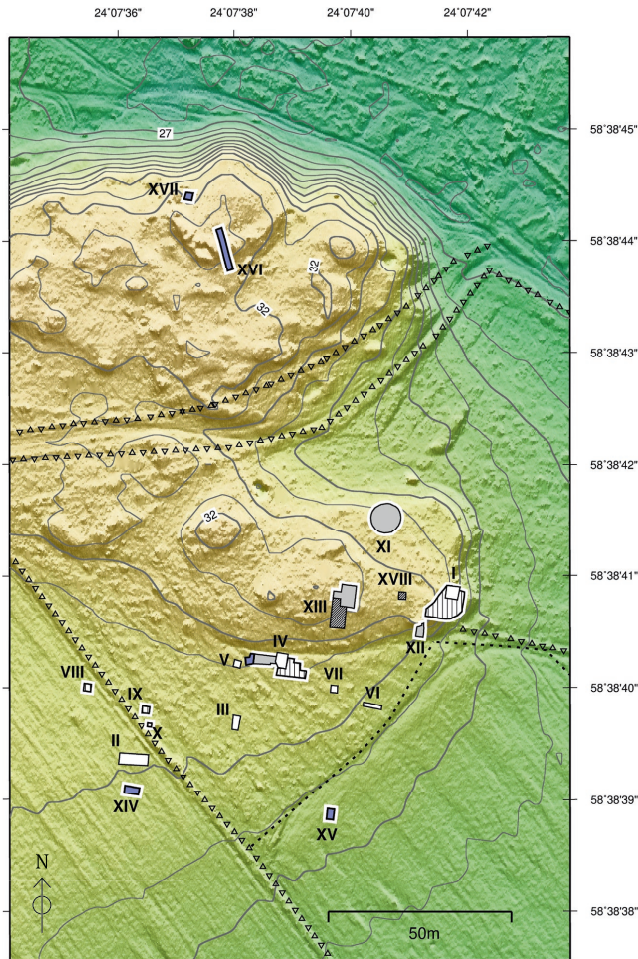 24°07'36" 24°07'38" 24°07'40" 24°07'42"
27
58°38'45"
XVII
58°38'44"
XVI
32
32
58°38'43"
58°38'42"
32
XI
XVIII
I
58°38'41"
XIII
XII
IV
V
VII
VIII
58°38'40"
IX
VI
III
X
II
XIV
58°38'39"
XV
N
58°38'38"
50m